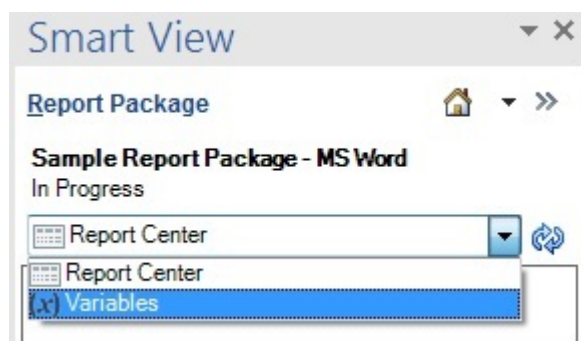 Smart View
Report Package
Sample Report Package - MS Word
In Progress
Report Center
Report Center
(x) Variables